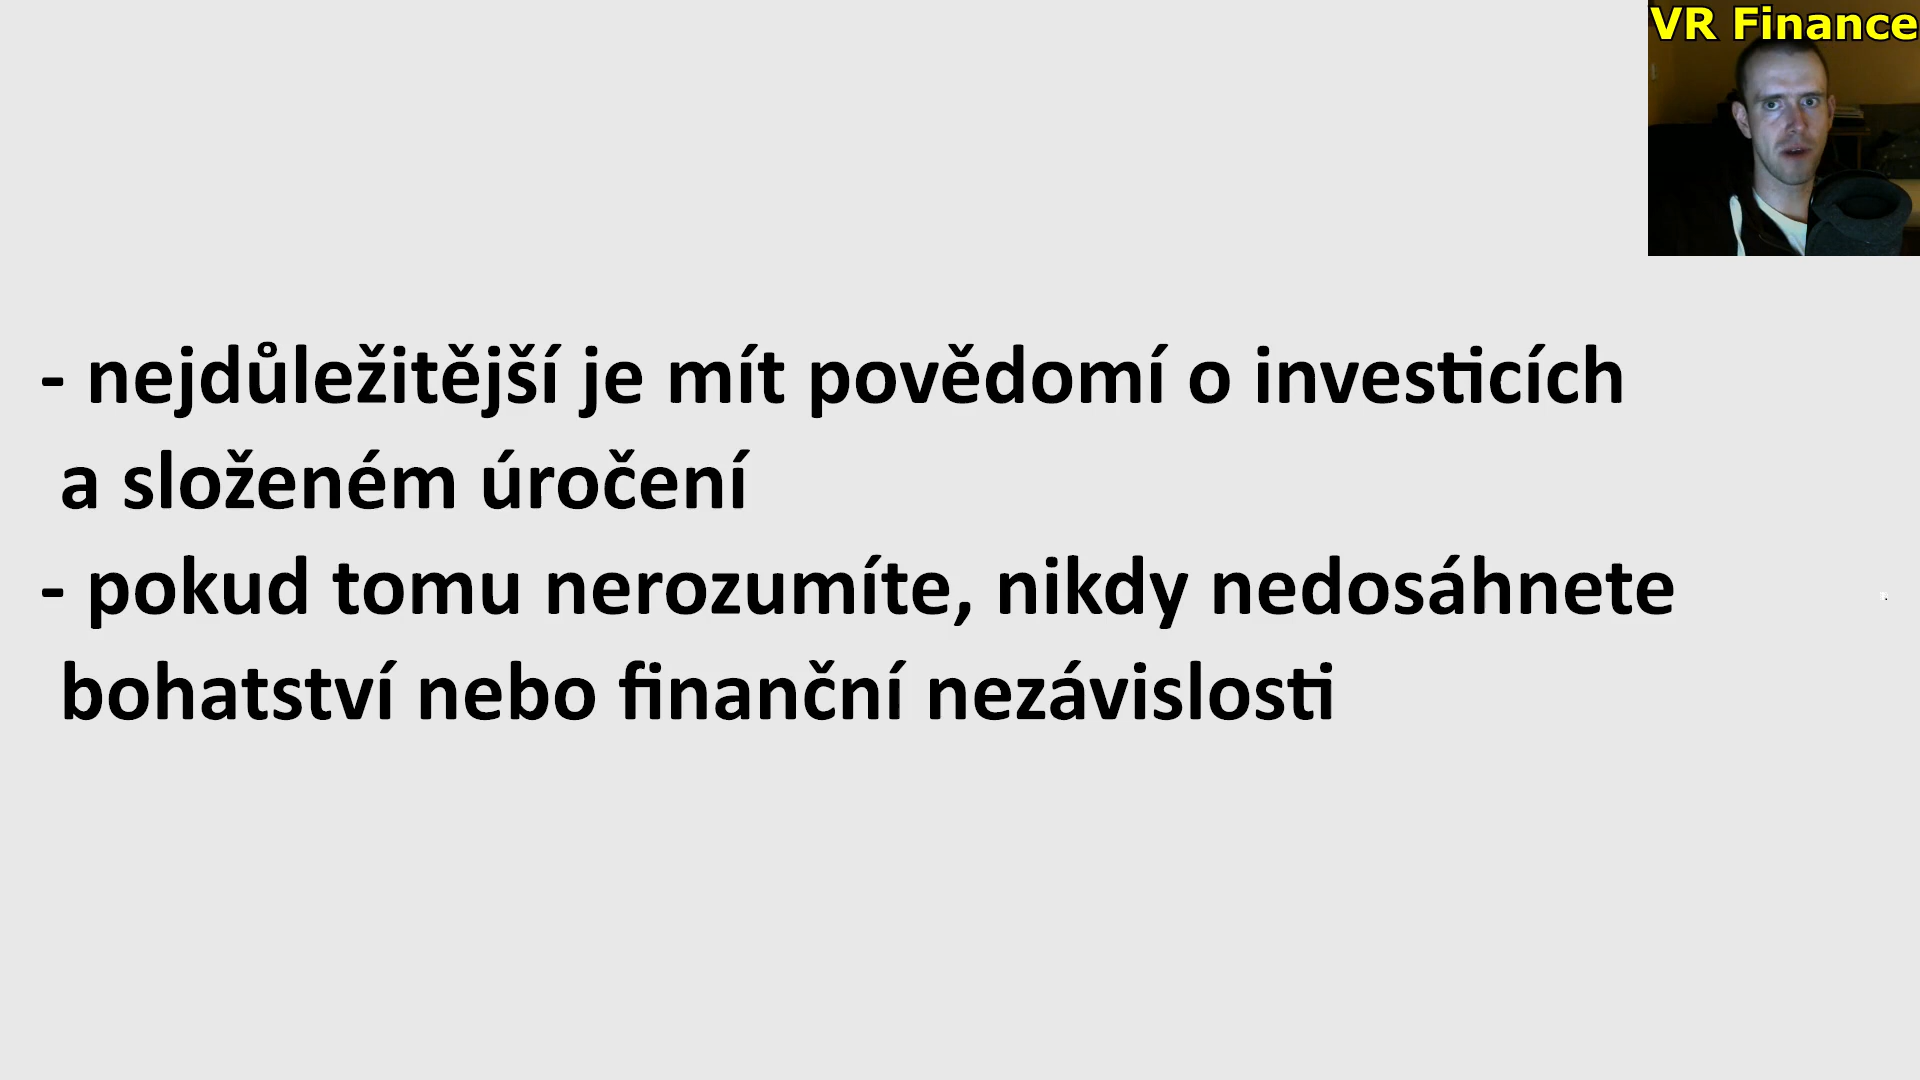 VR Finance
- nejdůležitější je mít povědomí o investicích
a složeném úročení
- pokud tomu nerozumíte, nikdy nedosáhnete
bohatství nebo finanční nezávislosti